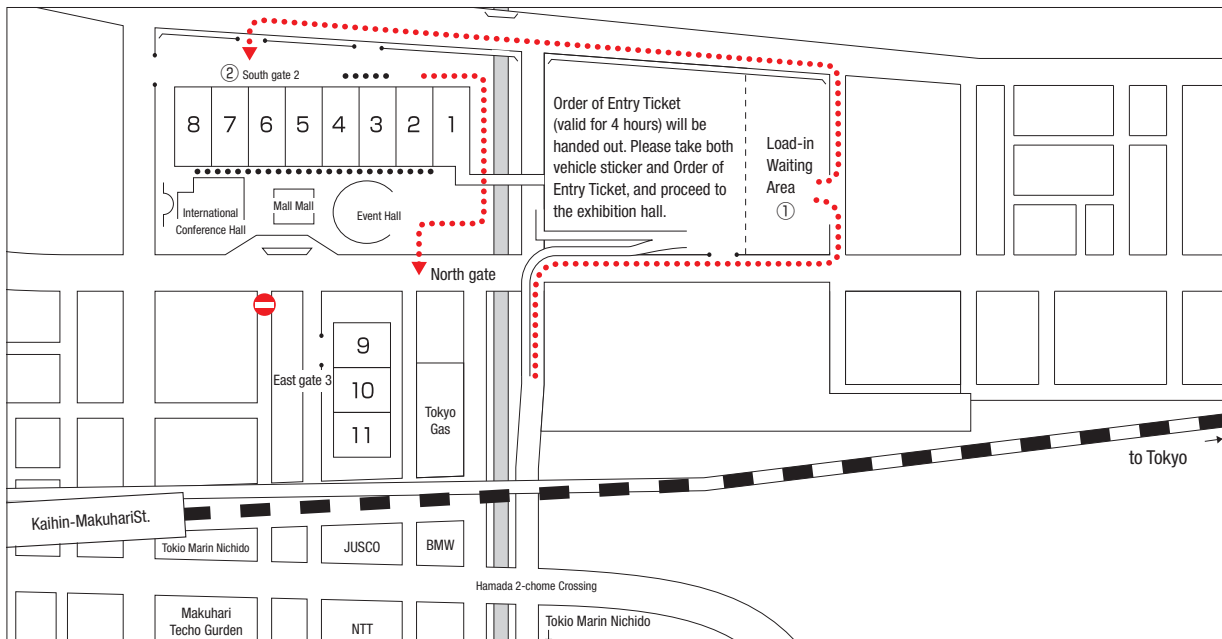 ② South gate 2
8 7 6 5 4 3 2 1
International
Conference Hall
Mall Mall
Event Hall
Order of Entry Ticket
(valid for 4 hours) will be
handed out. Please take both
vehicle sticker and Order of
Entry Ticket, and proceed to
the exhibition hall.
Load-in
Waiting
Area
①
North gate
East gate 3
9
10
11
Tokyo
Gas
to Tokyo
Kaihin-MakuhariSt.
Tokio Marin Nichido
JUSCO
BMW
Hamada 2-chome Crossing
Makuhari
Techo Gurden
NTT
Tokio Marin Nichido